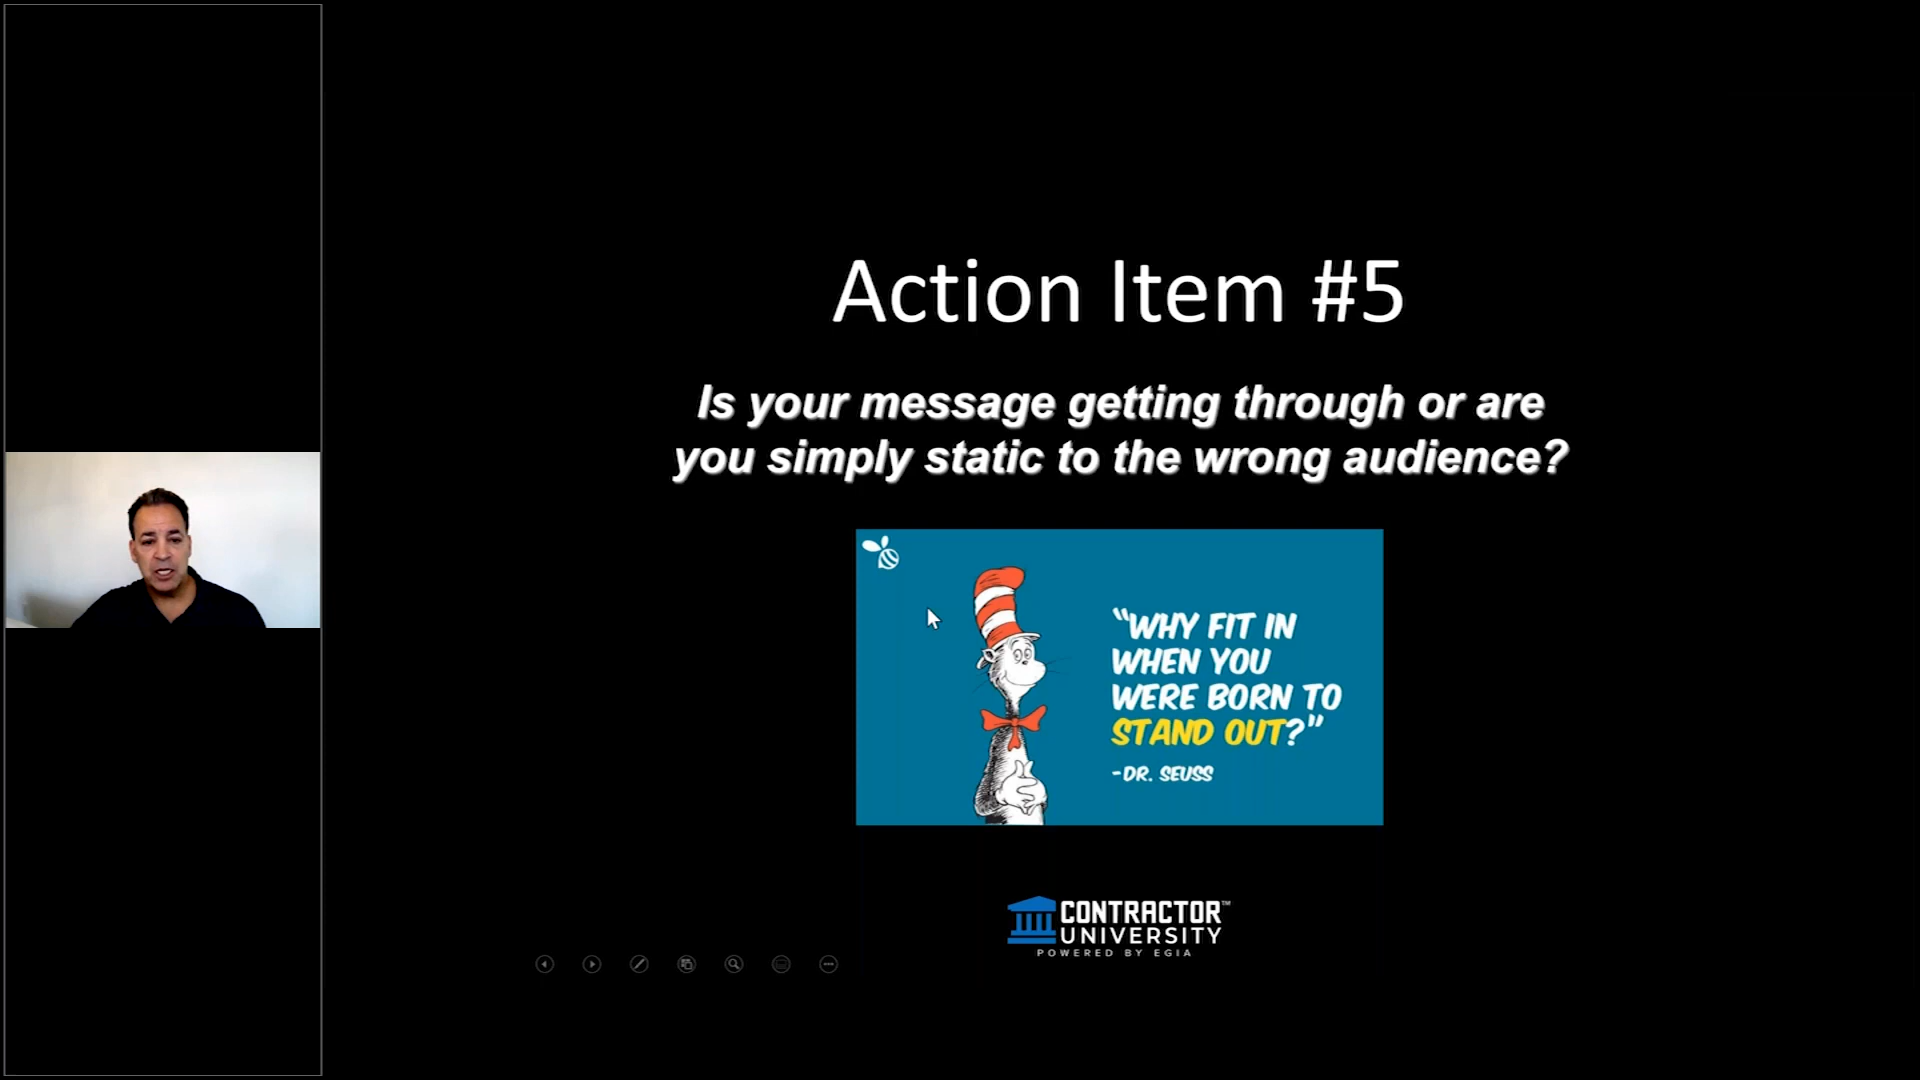 Action Item #5
Is your message getting through or are
you simply static to the wrong audience?
“WHY FIT IN
WHEN YOU
WERE BORN TO
STAND OUT?”
-DR. SEUSS
CONTRACTOR™
UNIVERSITY
POWERED BY EGIA